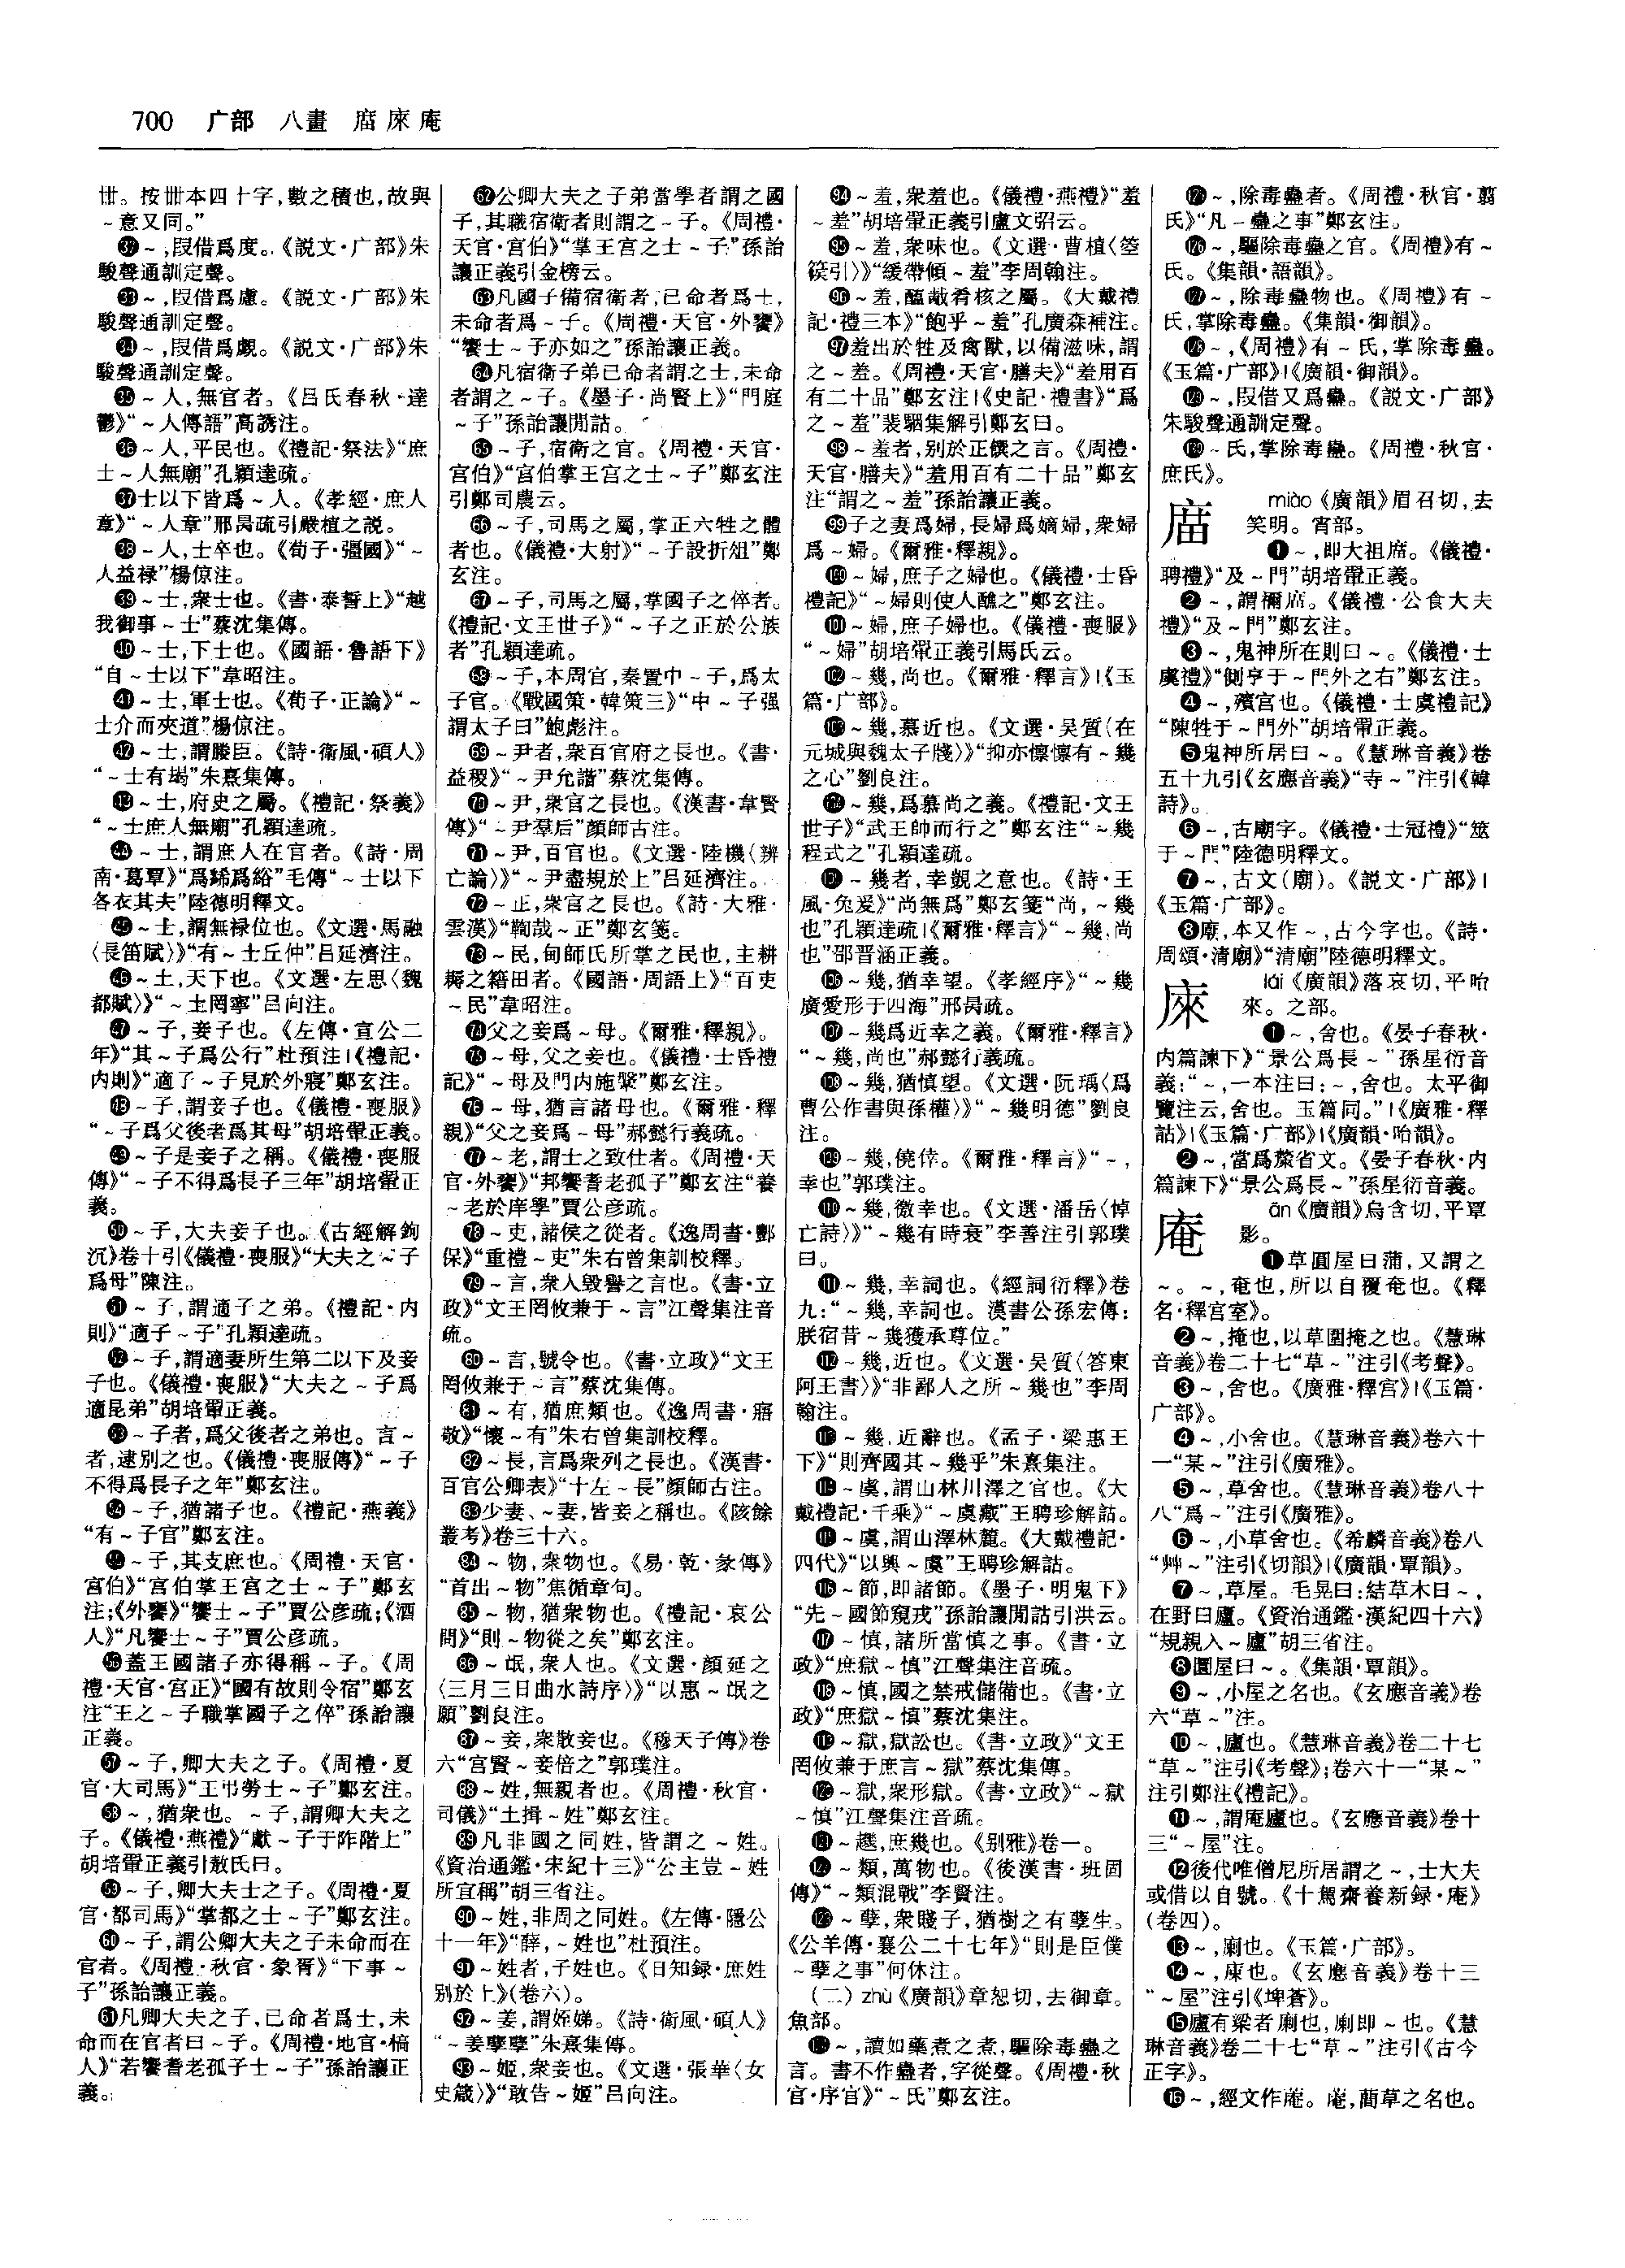 700 广部 八畫 庿庲庵
卌。按卌本四十字,數之積也,故與
~意又同。”
㉜~,叚借爲度。《説文·广部》朱
駿聲通訓定聲。
㉝~,叚借爲慮。《説文·广部》朱
駿聲通訓定聲。
㉞~,叚借爲覷。《説文·广部》朱
駿聲通訓定聲。
㉟~人,無官者。《吕氏春秋·達
鬱》“~人傳語”高誘注。
㊱~人,平民也。《禮記·祭法》“庶
士~人無廟”孔穎達疏。
㊲士以下皆爲~人。《孝經·庶人
章》“~人章”邢昺疏引嚴植之説。
㊳~人,士卒也。《荀子·彊國》“~
人益禄”楊倞注。
㊴~士,衆士也。《書·泰誓上》“越
我御事~士”蔡沈集傳。
㊵~士,下士也。《國語·魯語下》
“自~士以下”韋昭注。
㊶~士,軍士也。《荀子·正論》“~
士介而夾道”楊倞注。
㊷~士,謂媵臣。《詩·衛風·碩人》
“~士有朅”朱熹集傳。
㊸~士,府史之屬。《禮記·祭義》
“~士庶人無廟”孔穎達疏。
㊹~士,謂庶人在官者。《詩·周
南·葛覃》“爲絺爲綌”毛傳“~士以下
各衣其夫”陸德明釋文。
㊺~士,謂無禄位也。《文選·馬融
〈長笛賦〉》“有~士丘仲”吕延濟注。
㊻~土,天下也。《文選·左思〈魏
都賦〉》“~土罔寧”吕向注。
㊼~子,妾子也。《左傳·宣公二
年》“其~子爲公行”杜預注|《禮記·
内則》“適子~子見於外寢”鄭玄注。
㊽~子,謂妾子也。《儀禮·喪服》
“~子爲父後者爲其母”胡培翬正義。
㊾~子是妾子之稱。《儀禮·喪服
傳》“~子不得爲長子三年”胡培翬正
義。
㊿~子,大夫妾子也。《古經解鉤
沉》卷十引《儀禮·喪服》“大夫之~子
爲母”陳注。
51~子,謂適子之弟。《禮記·内
則》“適子~子”孔穎達疏。
52~子,謂適妻所生第二以下及妾
子也。《儀禮·喪服》“大夫之~子爲
適昆弟”胡培翬正義。
53~子者,爲父後者之弟也。言~
者,遠别之也。《儀禮·喪服傳》“~子
不得爲長子之年”鄭玄注。
54~子,猶諸子也。《禮記·燕義》
“有~子官”鄭玄注。
55~子,其支庶也。《周禮·天官·
宫伯》“宫伯掌王宫之士~子”鄭玄
注;《外饔》“饗士~子”賈公彦疏;《酒
人》“凡饗士~子”賈公彦疏。
56蓋王國諸子亦得稱~子。《周
禮·天官·宫正》“國有故則令宿”鄭玄
注“王之~子職掌國子之倅”孫詒讓
正義。
57~子,卿大夫之子。《周禮·夏
官·大司馬》“王弔勞士~子”鄭玄注。
58~,猶衆也。~子,謂卿大夫之
子。《儀禮·燕禮》“獻~子于阼階上”
胡培翬正義引敖氏曰。
59~子,卿大夫士之子。《周禮·夏
官·都司馬》“掌都之士~子”鄭玄注。
60~子,謂公卿大夫之子未命而在
官者。《周禮·秋官·象胥》“下事~
子”孫詒讓正義。
61凡卿大夫之子,已命者爲士,未
命而在官者曰~子。《周禮·地官·槁
人》“若饗耆老孤子士~子”孫詒讓正
義。
62公卿大夫之子弟當學者謂之國
子,其職宿衛者則謂之~子。《周禮·
天官·宫伯》“掌王宫之士~子”孫詒
讓正義引金榜云。
63凡國子備宿衛者,已命者爲士,
未命者爲~子。《周禮·天官·外饔》
“饗士~子亦如之”孫詒讓正義。
64凡宿衛子弟已命者謂之士,未命
者謂之~子。《墨子·尚賢上》“門庭
~子”孫詒讓閒詁。
65~子,宿衛之官。《周禮·天官·
宫伯》“宫伯掌王宫之士~子”鄭玄注
引鄭司農云。
66~子,司馬之屬,掌正六牲之體
者也。《儀禮·大射》“~子設折俎”鄭
玄注。
67~子,司馬之屬,掌國子之倅者。
《禮記·文王世子》“~子之正於公族
者”孔穎達疏。
68~子,本周官,秦置中~子,爲太
子官。《戰國策·韓策三》“中~子强
謂太子曰”鮑彪注。
69~尹者,衆百官府之長也。《書·
益稷》“~尹允諧”蔡沈集傳。
70~尹,衆官之長也。《漢書·韋賢
傳》“~尹羣后”顔師古注。
71~尹,百官也。《文選·陸機〈辨
亡論〉》“~尹盡規於上”吕延濟注。
72~正,衆官之長也。《詩·大雅·
雲漢》“鞫哉~正”鄭玄箋。
73~民,甸師氏所掌之民也,主耕
耨之籍田者。《國語·周語上》“百吏
~民”韋昭注。
74父之妾爲~母。《爾雅·釋親》。
75~母,父之妾也。《儀禮·士昏禮
記》“~母及門内施鞶”鄭玄注。
76~母,猶言諸母也。《爾雅·釋
親》“父之妾爲~母”郝懿行義疏。
77~老,謂士之致仕者。《周禮·天
官·外饔》“邦饗耆老孤子”鄭玄注“養
~老於庠學”賈公彦疏。
78~吏,諸侯之從者。《逸周書·酆
保》“重禮~吏”朱右曾集訓校釋。
79~言,衆人毁譽之言也。《書·立
政》“文王罔攸兼于~言”江聲集注音
疏。
80~言,號令也。《書·立政》“文王
罔攸兼于~言”蔡沈集傳。
81~有,猶庶類也。《逸周書·寤
敬》“懷~有”朱右曾集訓校釋。
82~長,言爲衆列之長也。《漢書·
百官公卿表》“十左~長”顔師古注。
83少妻、~妻,皆妾之稱也。《陔餘
叢考》卷三十六。
84~物,衆物也。《易·乾·彖傳》
“首出~物”焦循章句。
85~物,猶衆物也。《禮記·哀公
問》“則~物從之矣”鄭玄注。
86~氓,衆人也。《文選·顔延之
〈三月三日曲水詩序〉》“以惠~氓之
願”劉良注。
87~妾,衆散妾也。《穆天子傳》卷
六“宫賢~妾倍之”郭璞注。
88~姓,無親者也。《周禮·秋官·
司儀》“土揖~姓”鄭玄注。
89凡非國之同姓,皆謂之~姓。
《資治通鑑·宋紀十三》“公主豈~姓
所宜稱”胡三省注。
90~姓,非周之同姓。《左傳·隱公
十一年》“薛,~姓也”杜預注。
91~姓者,子姓也。《日知録·庶姓
别於上》(卷六)。
92~姜,謂姪娣。《詩·衛風·碩人》
“~姜孽孽”朱熹集傳。
93~姬,衆妾也。《文選·張華〈女
史箴〉》“敢告~姬”吕向注。
94~羞,衆羞也。《儀禮·燕禮》“羞
~羞”胡培翬正義引盧文弨云。
95~羞,衆味也。《文選·曹植〈箜
篌引〉》“緩帶傾~羞”李周翰注。
96~羞,醢胾肴核之屬。《大戴禮
記·禮三本》“飽乎~羞”孔廣森補注。
97羞出於牲及禽獸,以備滋味,謂
之~羞。《周禮·天官·膳夫》“羞用百
有二十品”鄭玄注|《史記·禮書》“爲
之~羞”裴駰集解引鄭玄曰。
98~羞者,别於正饌之言。《周禮·
天官·膳夫》“羞用百有二十品”鄭玄
注“謂之~羞”孫詒讓正義。
99子之妻爲婦,長婦爲嫡婦,衆婦
爲~婦。《爾雅·釋親》。
100~婦,庶子之婦也。《儀禮·士昏
禮記》“~婦則使人醮之”鄭玄注。
101~婦,庶子婦也。《儀禮·喪服》
“~婦”胡培翬正義引馬氏云。
102~幾,尚也。《爾雅·釋言》|《玉
篇·广部》。
103~幾,慕近也。《文選·吴質〈在
元城與魏太子牋〉》“抑亦懍懍有~幾
之心”劉良注。
104~幾,爲慕尚之義。《禮記·文王
世子》“武王帥而行之”鄭玄注“~幾
程式之”孔穎達疏。
105~幾者,幸覬之意也。《詩·王
風·兔爰》“尚無爲”鄭玄箋“尚,~幾
也”孔穎達疏|《爾雅·釋言》“~幾,尚
也”邵晋涵正義。
106~幾,猶幸望。《孝經序》“~幾
廣愛形于四海”邢昺疏。
107~幾爲近幸之義。《爾雅·釋言》
“~幾,尚也”郝懿行義疏。
108~幾,猶慎望。《文選·阮瑀〈爲
曹公作書與孫權〉》“~幾明德”劉良
注。
109~幾,僥倖。《爾雅·釋言》“~,
幸也”郭璞注。
110~幾,徼幸也。《文選·潘岳〈悼
亡詩〉》“~幾有時衰”李善注引郭璞
曰。
111~幾,幸詞也。《經詞衍釋》卷
九:“~幾,幸詞也。漢書公孫宏傳:
朕宿昔~幾獲承尊位。”
112~幾,近也。《文選·吴質〈答東
阿王書〉》“非鄙人之所~幾也”李周
翰注。
113~幾,近辭也。《孟子·梁惠王
下》“則齊國其~幾乎”朱熹集注。
114~虞,謂山林川澤之官也。《大
戴禮記·千乘》“~虞藏”王聘珍解詁。
115~虞,謂山澤林麓。《大戴禮記·
四代》“以興~虞”王聘珍解詁。
116~節,即諸節。《墨子·明鬼下》
“先~國節窺戎”孫詒讓閒詁引洪云。
117~慎,諸所當慎之事。《書·立
政》“庶獄~慎”江聲集注音疏。
118~慎,國之禁戒儲備也。《書·立
政》“庶獄~慎”蔡沈集注。
119~獄,獄訟也。《書·立政》“文王
罔攸兼于庶言~獄”蔡沈集傳。
120~獄,衆形獄。《書·立政》“~獄
~慎”江聲集注音疏。
121~趫,庶幾也。《别雅》卷一。
122~類,萬物也。《後漢書·班固
傳》“~類混戰”李賢注。
123~孽,衆賤子,猶樹之有孽生。
《公羊傳·襄公二十七年》“則是臣僕
~孽之事”何休注。
(二)zhù《廣韻》章恕切,去御章。
魚部。
124~,讀如藥煮之煮,驅除毒蠱之
言。書不作蠱者,字從聲。《周禮·秋
官·序官》“~氏”鄭玄注。
125~,除毒蠱者。《周禮·秋官·翦
氏》“凡~蠱之事”鄭玄注。
126~,驅除毒蠱之官。《周禮》有~
氏。《集韻·語韻》。
127~,除毒蠱物也。《周禮》有~
氏,掌除毒蠱。《集韻·御韻》。
128~,《周禮》有~氏,掌除毒蠱。
《玉篇·广部》|《廣韻·御韻》。
129~,叚借又爲蠱。《説文·广部》
朱駿聲通訓定聲。
130~氏,掌除毒蠱。《周禮·秋官·
庶氏》。
庿 miào《廣韻》眉召切,去
笑明。宵部。
❶~,即大祖庿。《儀禮·
聘禮》“及~門”胡培翬正義。
❷~,謂禰庿。《儀禮·公食大夫
禮》“及~門”鄭玄注。
❸~,鬼神所在則曰~。《儀禮·士
虞禮》“側亨于~門外之右”鄭玄注。
❹~,殯宫也。《儀禮·士虞禮記》
“陳牲于~門外”胡培翬正義。
❺鬼神所居曰~。《慧琳音義》卷
五十九引《玄應音義》“寺~”注引《韓
詩》。
❻~,古廟字。《儀禮·士冠禮》“筮
于~門”陸德明釋文。
❼~,古文(廟)。《説文·广部》|
《玉篇·广部》。
❽廟,本又作~,古今字也。《詩·
周頌·清廟》“清廟”陸德明釋文。
庲 lái《廣韻》落哀切,平咍
來。之部。
❶~,舍也。《晏子春秋·
内篇諫下》“景公爲長~”孫星衍音
義:“~,一本注曰:~,舍也。太平御
覽注云,舍也。玉篇同。”|《廣雅·釋
詁》|《玉篇·广部》|《廣韻·咍韻》。
❷~,當爲斄省文。《晏子春秋·内
篇諫下》“景公爲長~”孫星衍音義。
庵 ān《廣韻》烏含切,平覃
影。
❶草圓屋曰蒲,又謂之
~。~,奄也,所以自覆奄也。《釋
名·釋宫室》。
❷~,掩也,以草圍掩之也。《慧琳
音義》卷二十七“草~”注引《考聲》。
❸~,舍也。《廣雅·釋宫》|《玉篇·
广部》。
❹~,小舍也。《慧琳音義》卷六十
一“某~”注引《廣雅》。
❺~,草舍也。《慧琳音義》卷八十
八“爲~”注引《廣雅》。
❻~,小草舍也。《希麟音義》卷八
“艸~”注引《切韻》|《廣韻·覃韻》。
❼~,草屋。毛晃曰:結草木曰~,
在野曰廬。《資治通鑑·漢紀四十六》
“規親入~廬”胡三省注。
❽圜屋曰~。《集韻·覃韻》。
❾~,小屋之名也。《玄應音義》卷
六“草~”注。
❿~,廬也。《慧琳音義》卷二十七
“草~”注引《考聲》;卷六十一“某~”
注引鄭注《禮記》。
⓫~,謂庵廬也。《玄應音義》卷十
三“~屋”注。
⓬後代唯僧尼所居謂之~,士大夫
或借以自號。《十駕齋養新録·庵》
(卷四)。
⓭~,廟也。《玉篇·广部》。
⓮~,庳也。《玄應音義》卷十三
“~屋”注引《埤蒼》。
⓯廬有梁者廟也,廟即~也。《慧
琳音義》卷二十七“草~”注引《古今
正字》。
⓰~,經文作菴。菴,蕳草之名也。